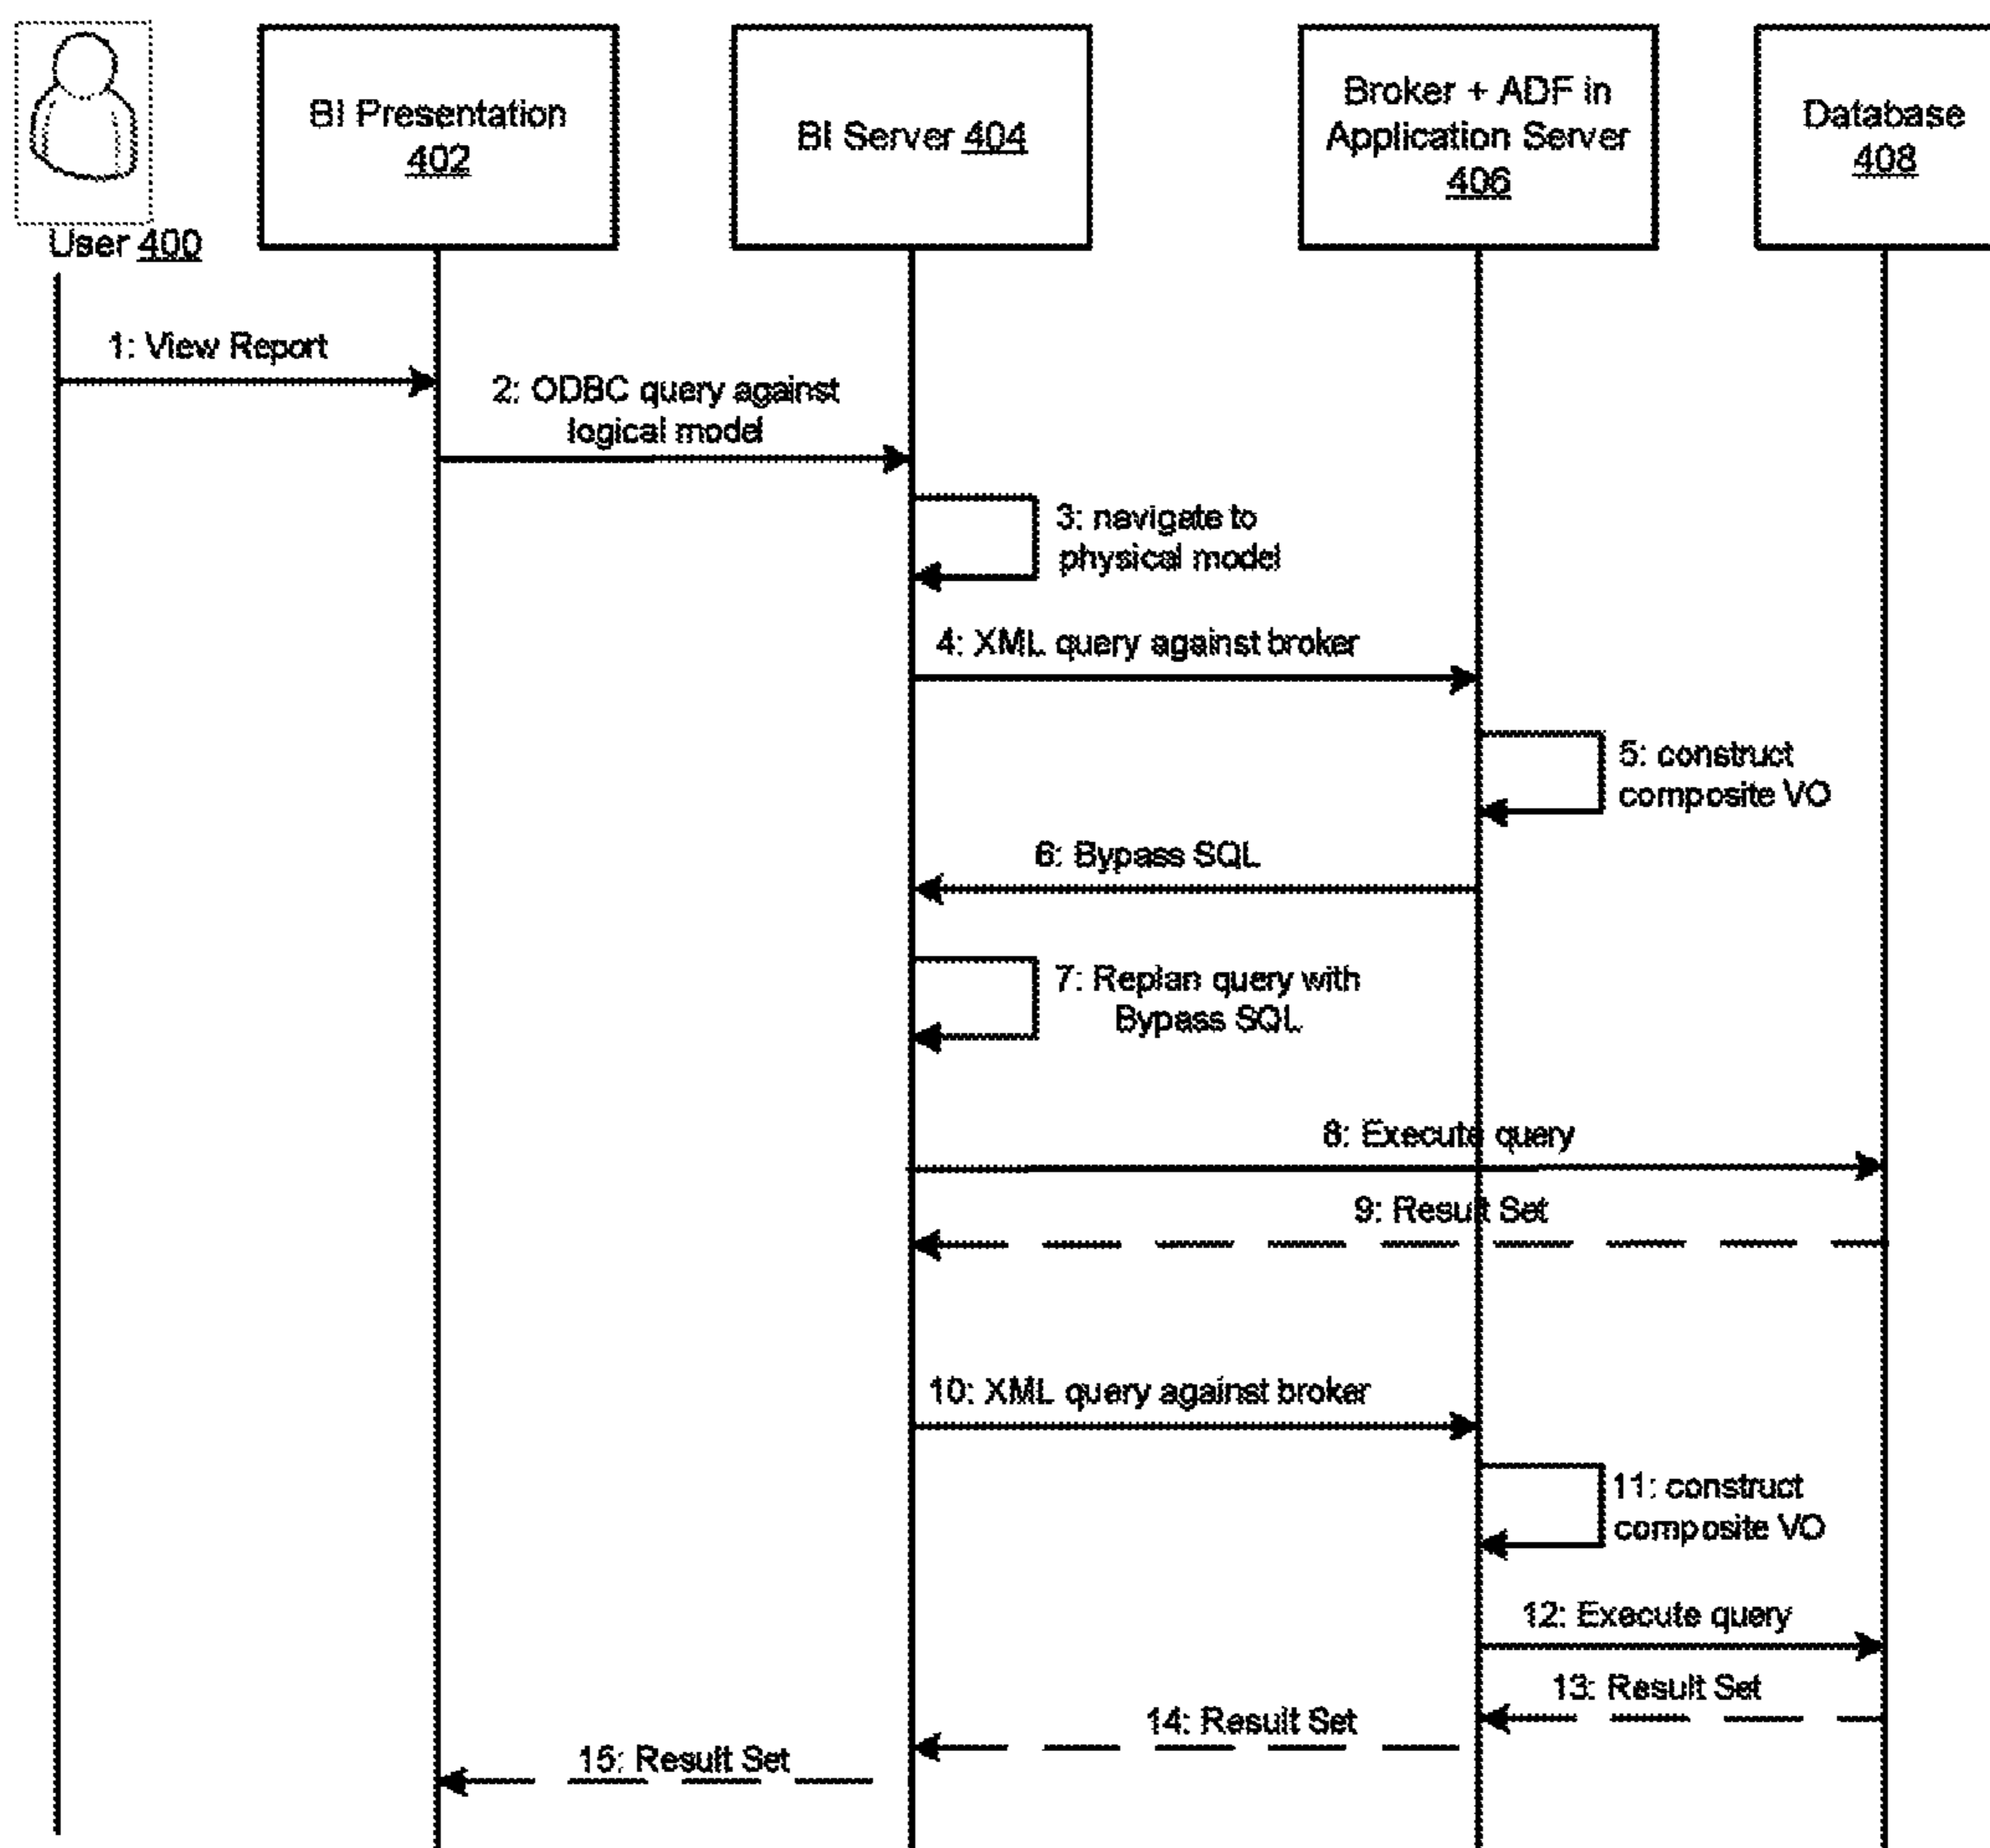 User 400
BI Presentation
402
BI Server 404
Broker + ADF in
Application Server
406
Database
408
1: View Report
2: ODBC query against
logical model
3: navigate to
physical model
4: XML query against broker
5: construct
composite VO
6: Bypass SQL
7: Replan query with
Bypass SQL
8: Execute query
9: Result Set
10: XML query against broker
11: construct
composite VO
12: Execute query
13: Result Set
14: Result Set
15: Result Set